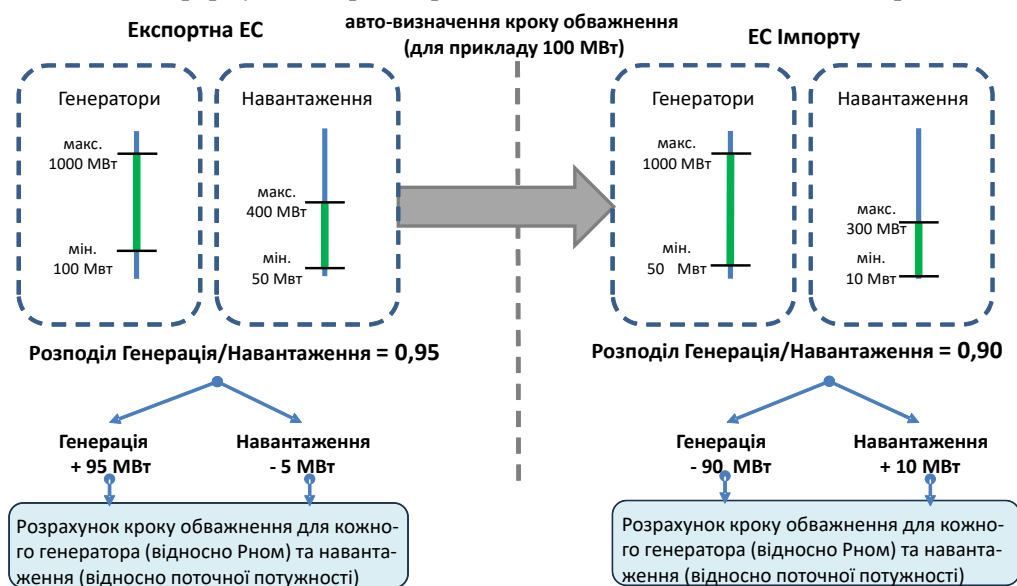 авто-визначення кроку обважнення
(для прикладу 100 МВт)
Експортна ЕС
ЕС Імпорту
Генератори
Навантаження
макс.
1000 МВт
мін.
100 Мвт
макс.
400 МВт
мін.
50 Мвт
Генератори
Навантаження
макс.
1000 МВт
мін.
50 Мвт
макс.
300 МВт
мін.
10 Мвт
Розподіл Генерація/Навантаження = 0,95
Розподіл Генерація/Навантаження = 0,90
Генерація
+ 95 МВт
Навантаження
- 5 МВт
Генерація
- 90 МВт
Навантаження
+ 10 МВт
Розрахунок кроку обважнення для кожно-
го генератора (відносно Рном) та наванта-
ження (відносно поточної потужності)
Розрахунок кроку обважнення для кожно-
го генератора (відносно Рном) та наванта-
ження (відносно поточної потужності)